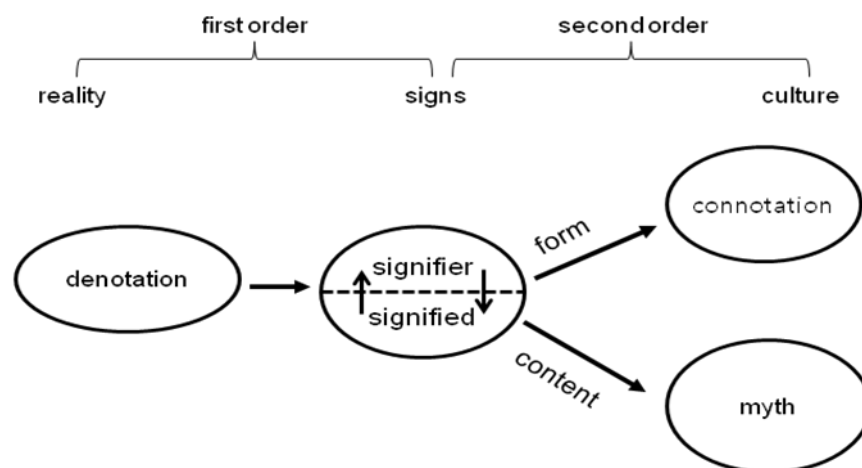 first order
second order
reality
signs
culture
connotation
form
denotation
signifier
signified
content
myth